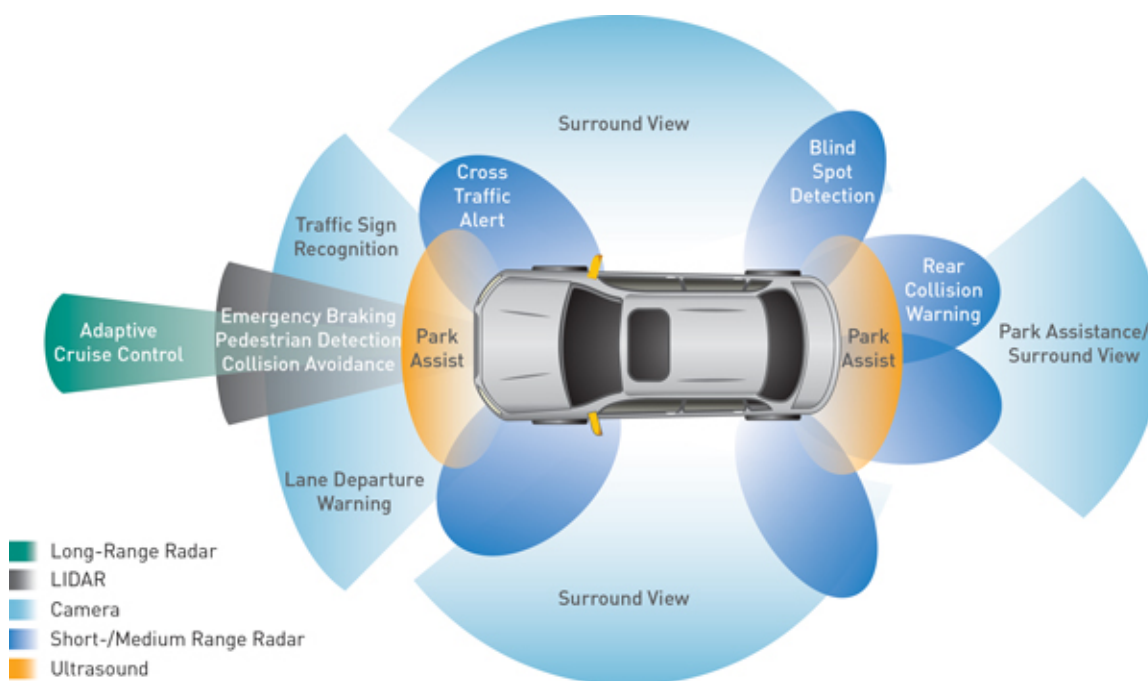 Surround View
Blind
Spot
Detection
Cross
Traffic
Alert
Traffic Sign
Recognition
Rear
Collision
Warning
Adaptive
Cruise Control
Emergency Braking
Pedestrian Detection
Collision Avoidance
Park
Assist
Park
Assist
Park Assistance/
Surround View
Lane Departure
Warning
Surround View
Long-Range Radar
LIDAR
Camera
Short-/Medium Range Radar
Ultrasound